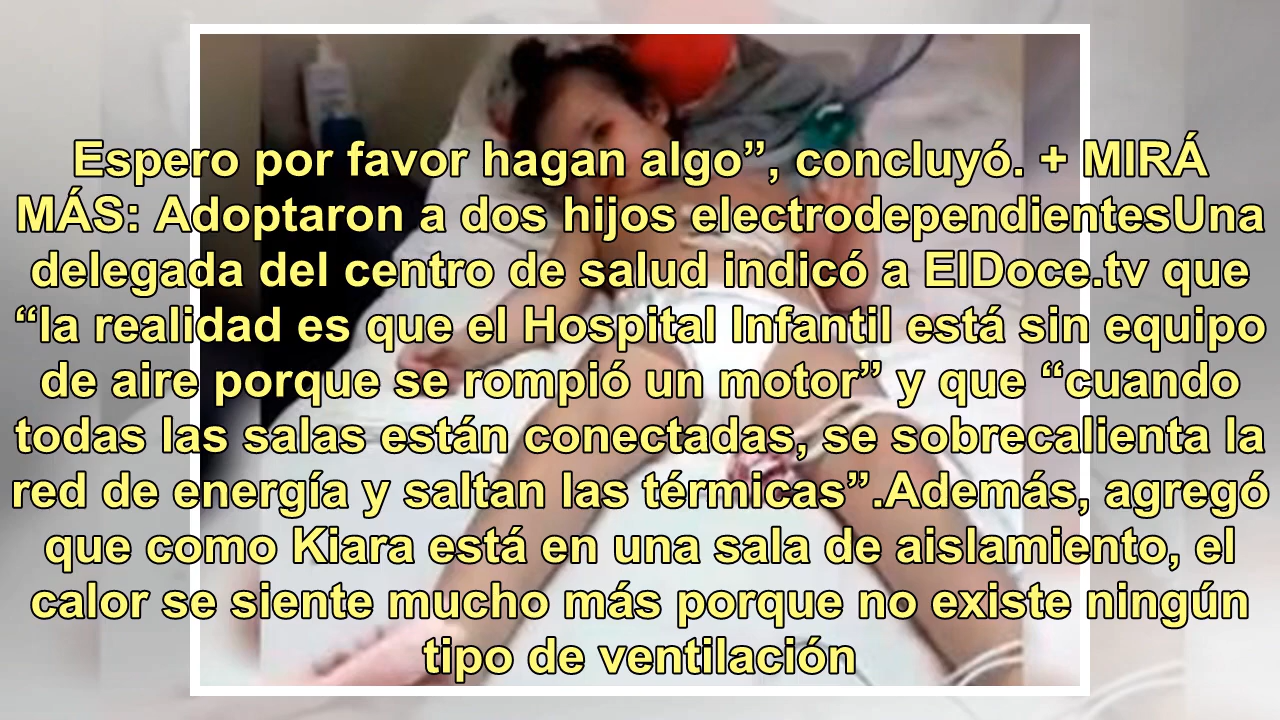 Espero por favor hagan algo”, concluyó. + MIRÁ
MÁS: Adoptaron a dos hijos electrodependientesUna
delegada del centro de salud indicó a ElDoce.tv que
“la realidad es que el Hospital Infantil está sin equipo
de aire porque se rompió un motor” y que “cuando
todas las salas están conectadas, se sobrecalienta la
red de energía y saltan las térmicas”.Además, agregó
que como Kiara está en una sala de aislamiento, el
calor se siente mucho más porque no existe ningún
tipo de ventilación